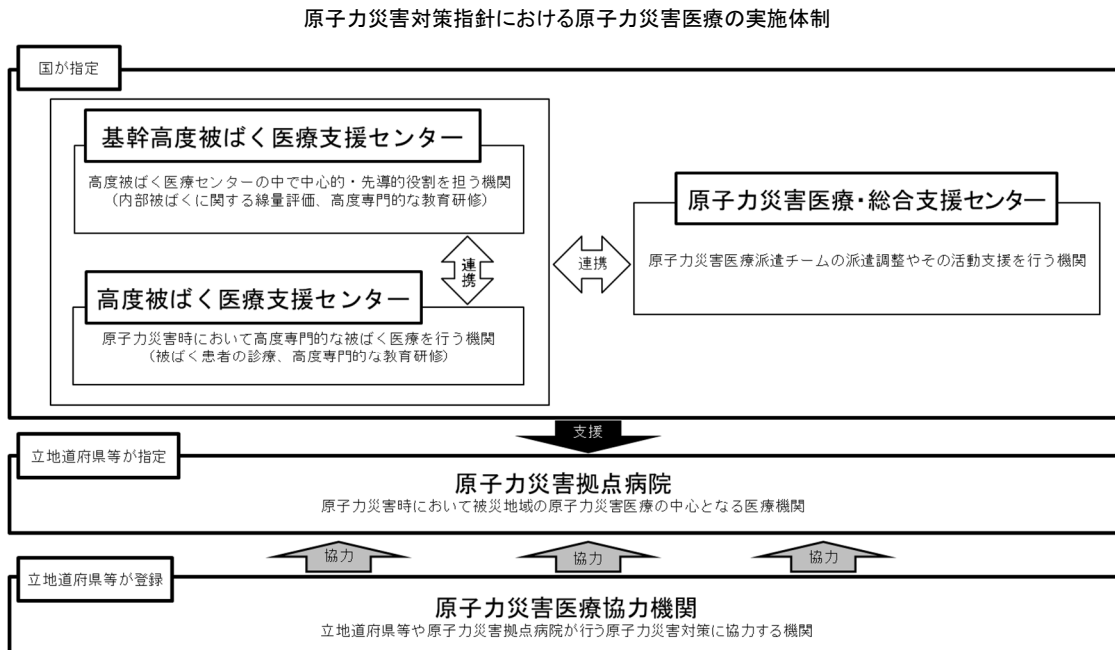 原子力災害対策指針における原子力災害医療の実施体制
国が指定
基幹高度被ばく医療支援センター
高度被ばく医療センターの中で中心的・先導的役割を担う機関
(内部被ばくに関する線量評価、高度専門的な教育研修)
連携
高度被ばく医療支援センター
原子力災害時において高度専門的な被ばく医療を行う機関
(被ばく患者の診療、高度専門的な教育研修)
連携
原子力災害医療・総合支援センター
原子力災害医療派遣チームの派遣調整やその活動支援を行う機関
支援
立地道府県等が指定
原子力災害拠点病院
原子力災害時において被災地域の原子力災害医療の中心となる医療機関
協力
協力
協力
立地道府県等が登録
原子力災害医療協力機関
立地道府県等や原子力災害拠点病院が行う原子力災害対策に協力する機関